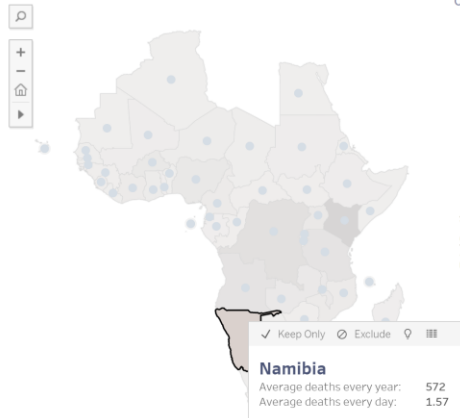 Keep Only Exclude
Namibia
Average deaths every year: 572
Average deaths every day: 1.57